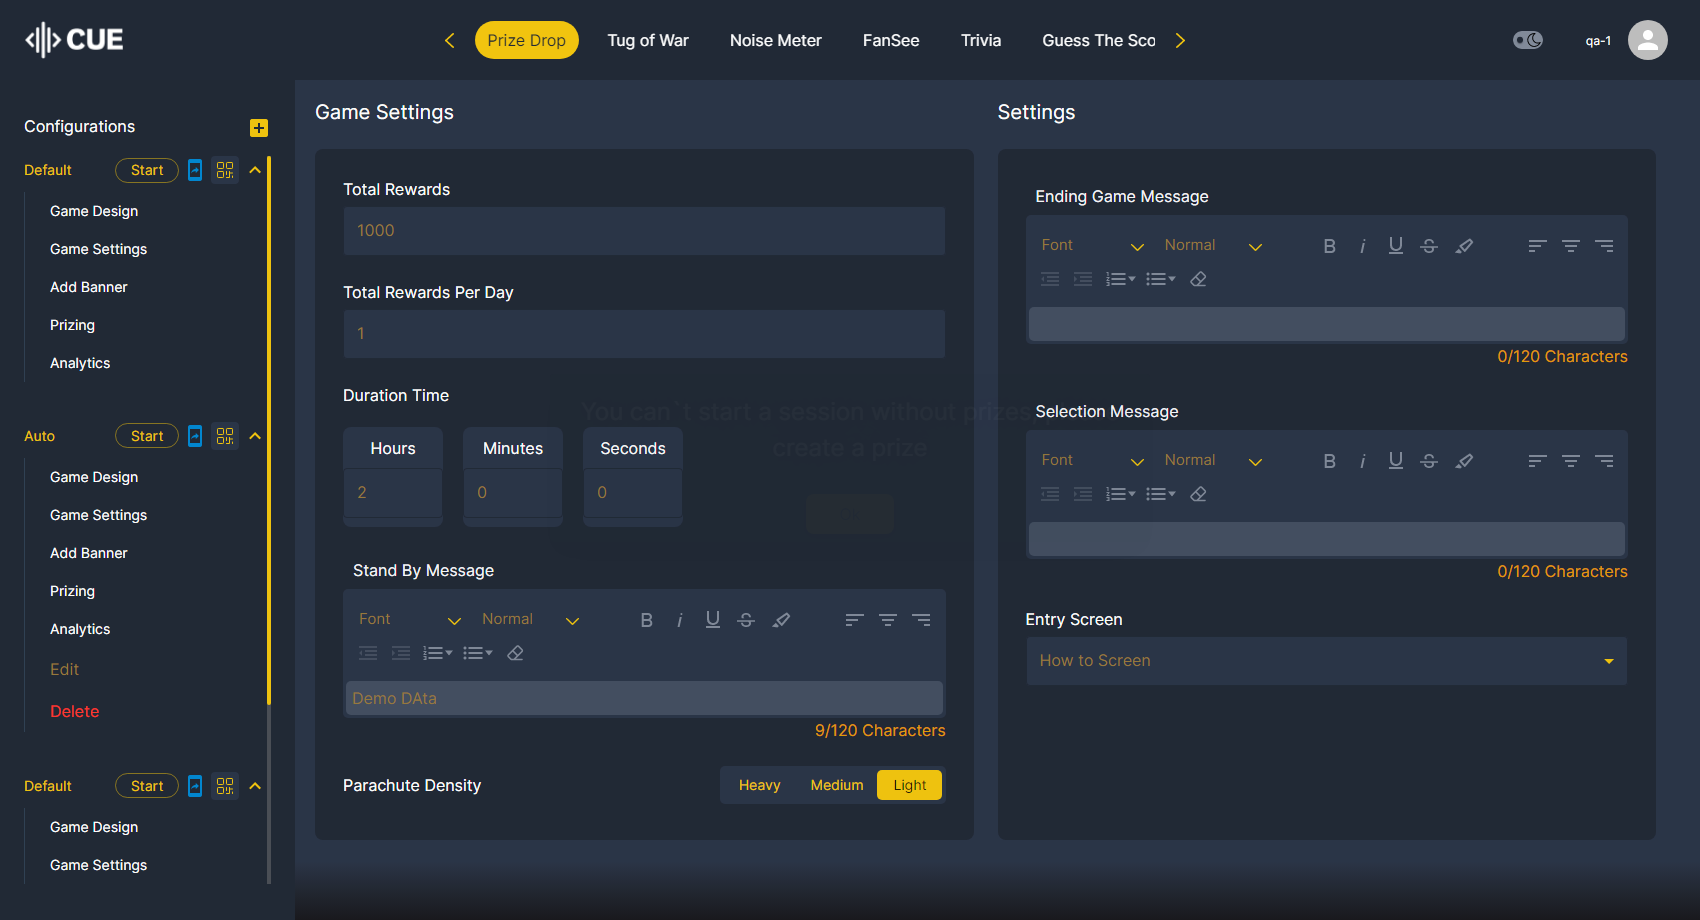 CUE
Prize Drop
Tug of War
Noise Meter
FanSee
Trivia
Guess The Sco
qa-1
Configurations
Default
Start
Game Design
Game Settings
Add Banner
Prizing
Analytics
Auto
Start
Game Design
Game Settings
Add Banner
Prizing
Analytics
Edit
Delete
Default
Start
Game Design
Game Settings
Game Settings
Total Rewards
1000
Total Rewards Per Day
1
Duration Time
Hours
Minutes
Seconds
2
0
0
You can`t start a session without prizes,
create a prize
Stand By Message
Font
Normal
Demo DAta
9/120 Characters
Parachute Density
Heavy
Medium
Light
Settings
Ending Game Message
Font
Normal
0/120 Characters
Selection Message
Font
Normal
0/120 Characters
Entry Screen
How to Screen